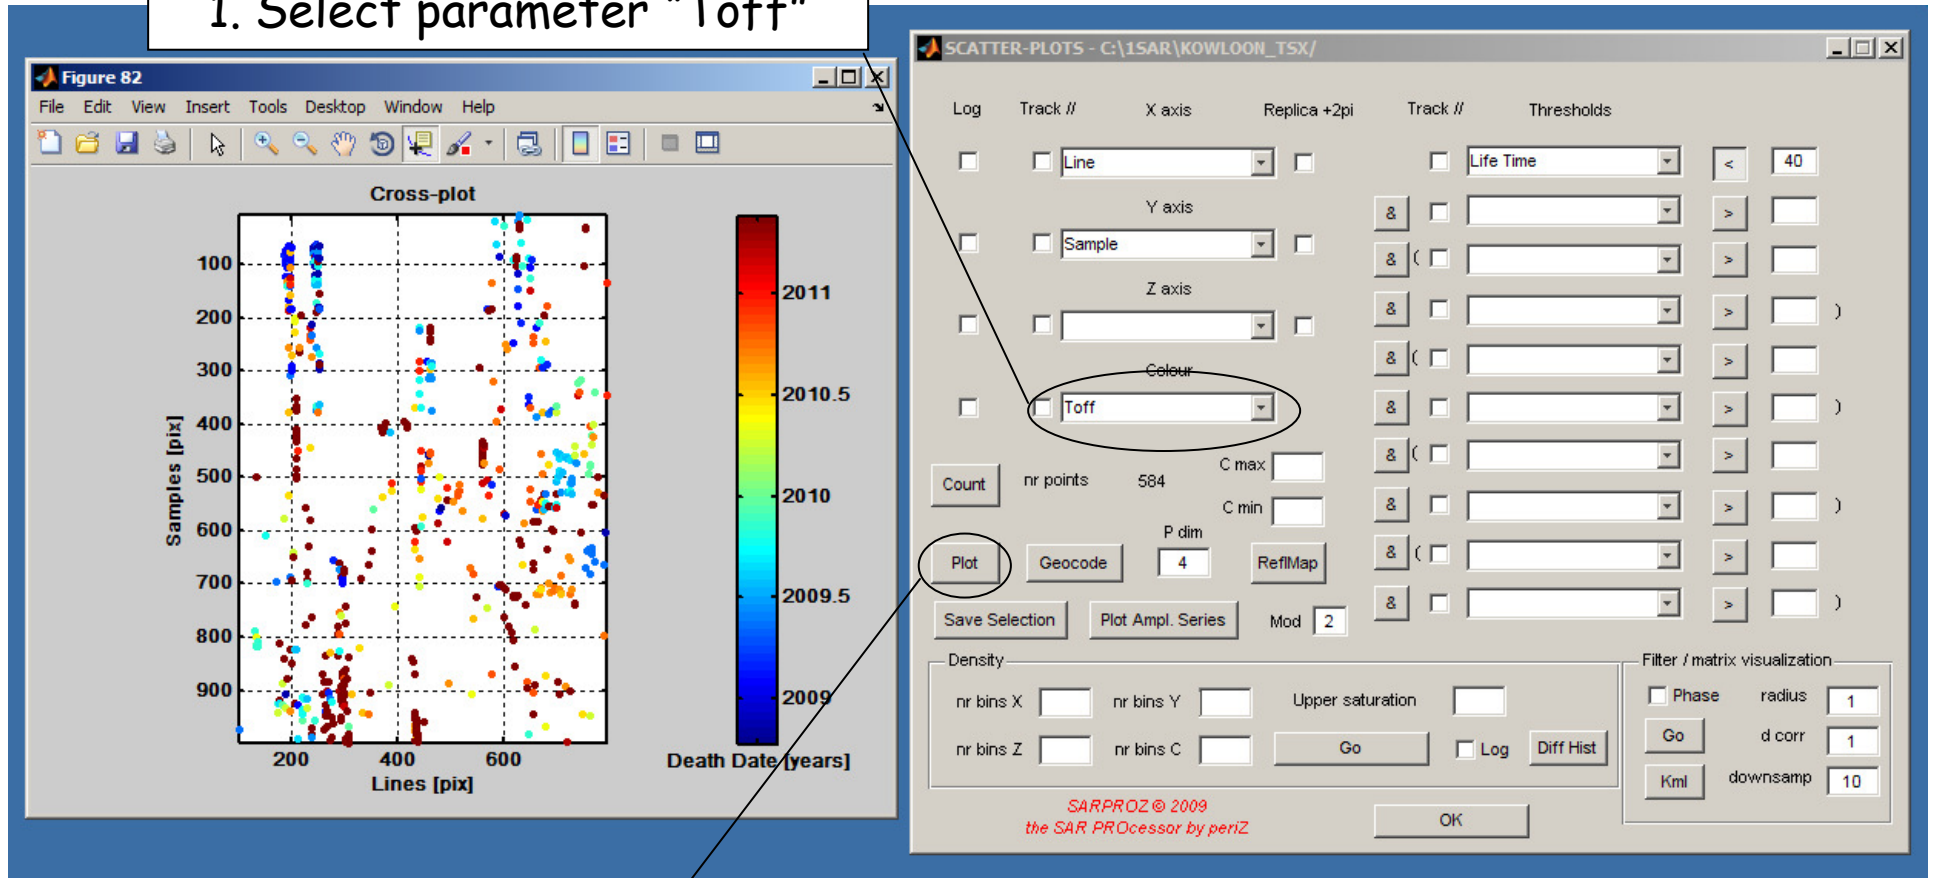 1. Select parameter "Toff"
Figure 82
File Edit View Insert Tools Desktop Window Help
Cross-plot
100
200
300
400
500
600
700
800
900
Samples [pix]
200 400 600
Lines [pix]
2011
2010.5
2010
2009.5
2009
Death Date [years]
SCATTER-PLOTS - C:\1SAR\KOWLOON_TSX/
Log Track // X axis Replica +2pi Track // Thresholds
Line Life Time < 40
Y axis & >
Sample & ( >
Z axis
& > )
& ( >
Colour
Toff & > )
& ( >
C max
Count nr points 584
C min & > )
P dim
Plot Geocode 4 ReflMap & ( >
Save Selection Plot Ampl. Series Mod 2 & > )
Density
nr bins X nr bins Y Upper saturation
nr bins Z nr bins C Go Log Diff Hist
Filter / matrix visualization
Phase radius 1
Go d corr 1
Kml downsamp 10
SARPROZ © 2009
the SAR PROcessor by periZ
OK